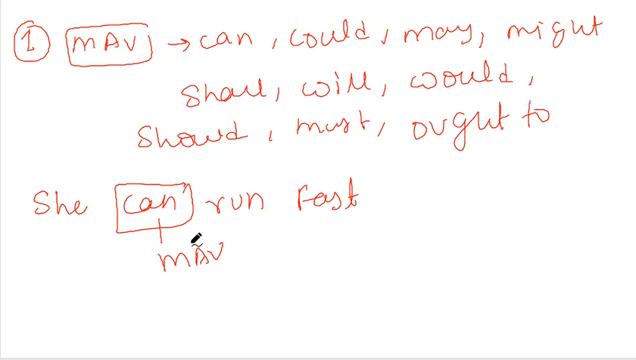 1 MAV → can, could, may, might
shall, will, would,
should, must, ought to
She can run fast
MAV